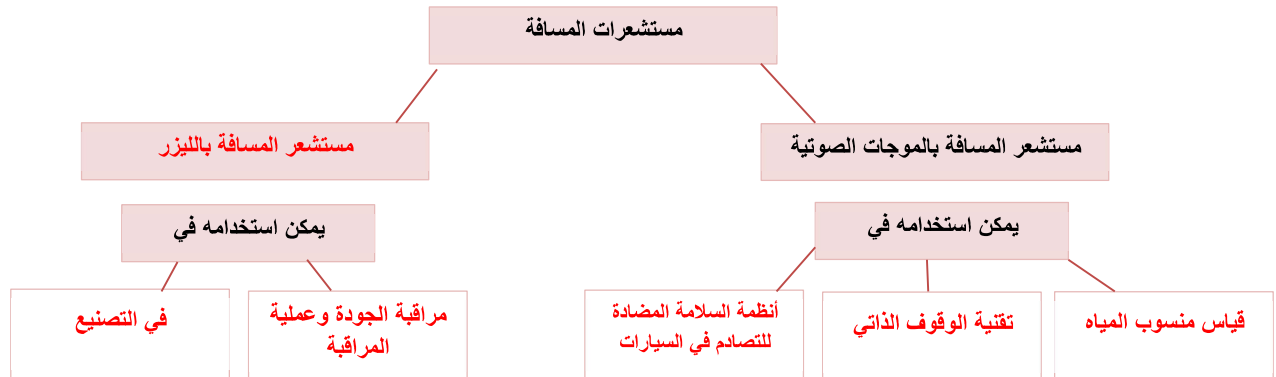 مستشعرات المسافة
مستشعر المسافة بالموجات الصوتية
مستشعر المسافة بالليزر
يمكن استخدامه في
يمكن استخدامه في
قياس منسوب المياه
تقنية الوقوف الذاتي
أنظمة السلامة المضادة
للتصادم في السيارات
مراقبة الجودة وعملية
المراقبة
في التصنيع